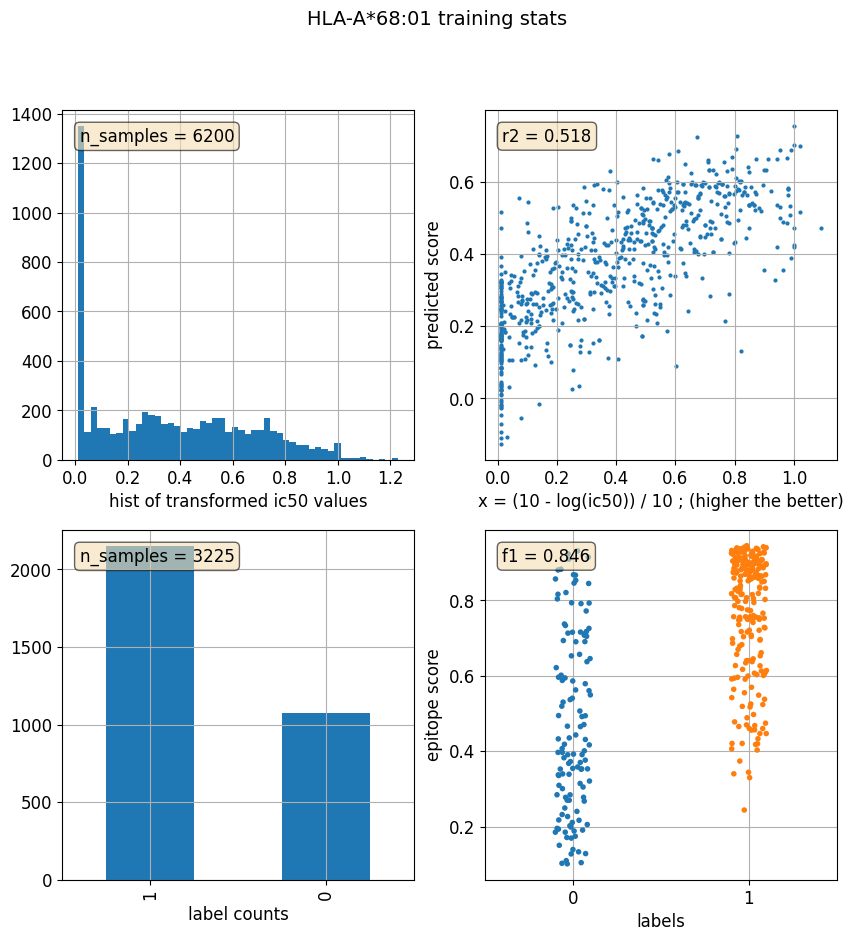 HLA-A*68:01 training stats
n_samples = 6200
1400
1200
1000
800
600
400
200
0
0.0 0.2 0.4 0.6 0.8 1.0 1.2
hist of transformed ic50 values
r2 = 0.518
predicted score
0.6
0.4
0.2
0.0
0.0 0.2 0.4 0.6 0.8 1.0
x = (10 - log(ic50)) / 10 ; (higher the better)
n_samples = 3225
2000
1500
1000
500
0
1 0
label counts
f1 = 0.846
epitope score
0.8
0.6
0.4
0.2
0 1
labels